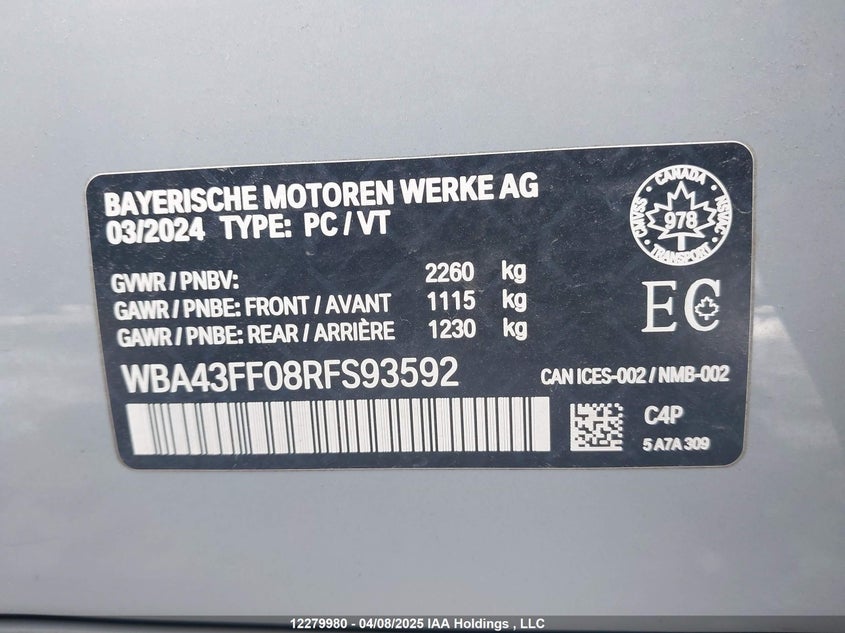 BAYERISCHE MOTOREN WERKE AG
03/2024 TYPE: PC / VT
GVWR / PNBV: 2260 kg
GAWR / PNBE: FRONT / AVANT 1115 kg
GAWR / PNBE: REAR / ARRIÈRE 1230 kg
WBA43FF08RFS93592
CANADA
CMVSS
978
NSVAC
TRANSPORT
EC
CAN ICES-002 / NMB-002
C4P
5 A7A 309
12279980 - 04/08/2025 IAA Holdings , LLC